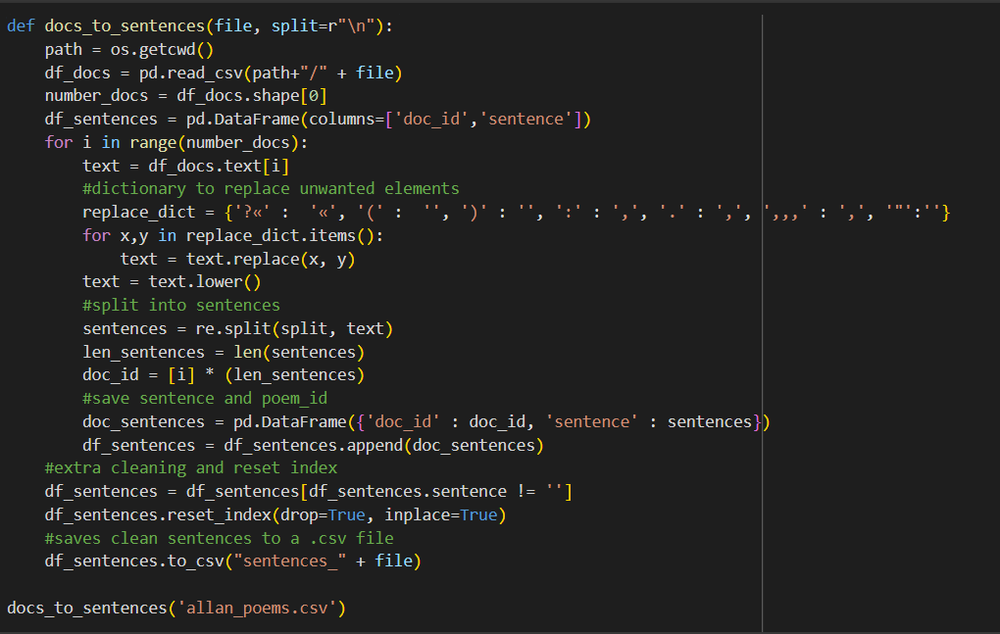 def docs_to_sentences(file, split=r"\n"):
    path = os.getcwd()
    df_docs = pd.read_csv(path+"/" + file)
    number_docs = df_docs.shape[0]
    df_sentences = pd.DataFrame(columns=['doc_id','sentence'])
    for i in range(number_docs):
        text = df_docs.text[i]
        #dictionary to replace unwanted elements
        replace_dict = {'?«' :  '«', '(' :  '', ')' : '', ':' : ',', '.' : ',', ',,,' : ',', '"':''}
        for x,y in replace_dict.items():
            text = text.replace(x, y)
        text = text.lower()
        #split into sentences
        sentences = re.split(split, text)
        len_sentences = len(sentences)
        doc_id = [i] * (len_sentences)
        #save sentence and poem_id
        doc_sentences = pd.DataFrame({'doc_id' : doc_id, 'sentence' : sentences})
        df_sentences = df_sentences.append(doc_sentences)
    #extra cleaning and reset index
    df_sentences = df_sentences[df_sentences.sentence != '']
    df_sentences.reset_index(drop=True, inplace=True)
    #saves clean sentences to a .csv file
    df_sentences.to_csv("sentences_" + file)

docs_to_sentences('allan_poems.csv')